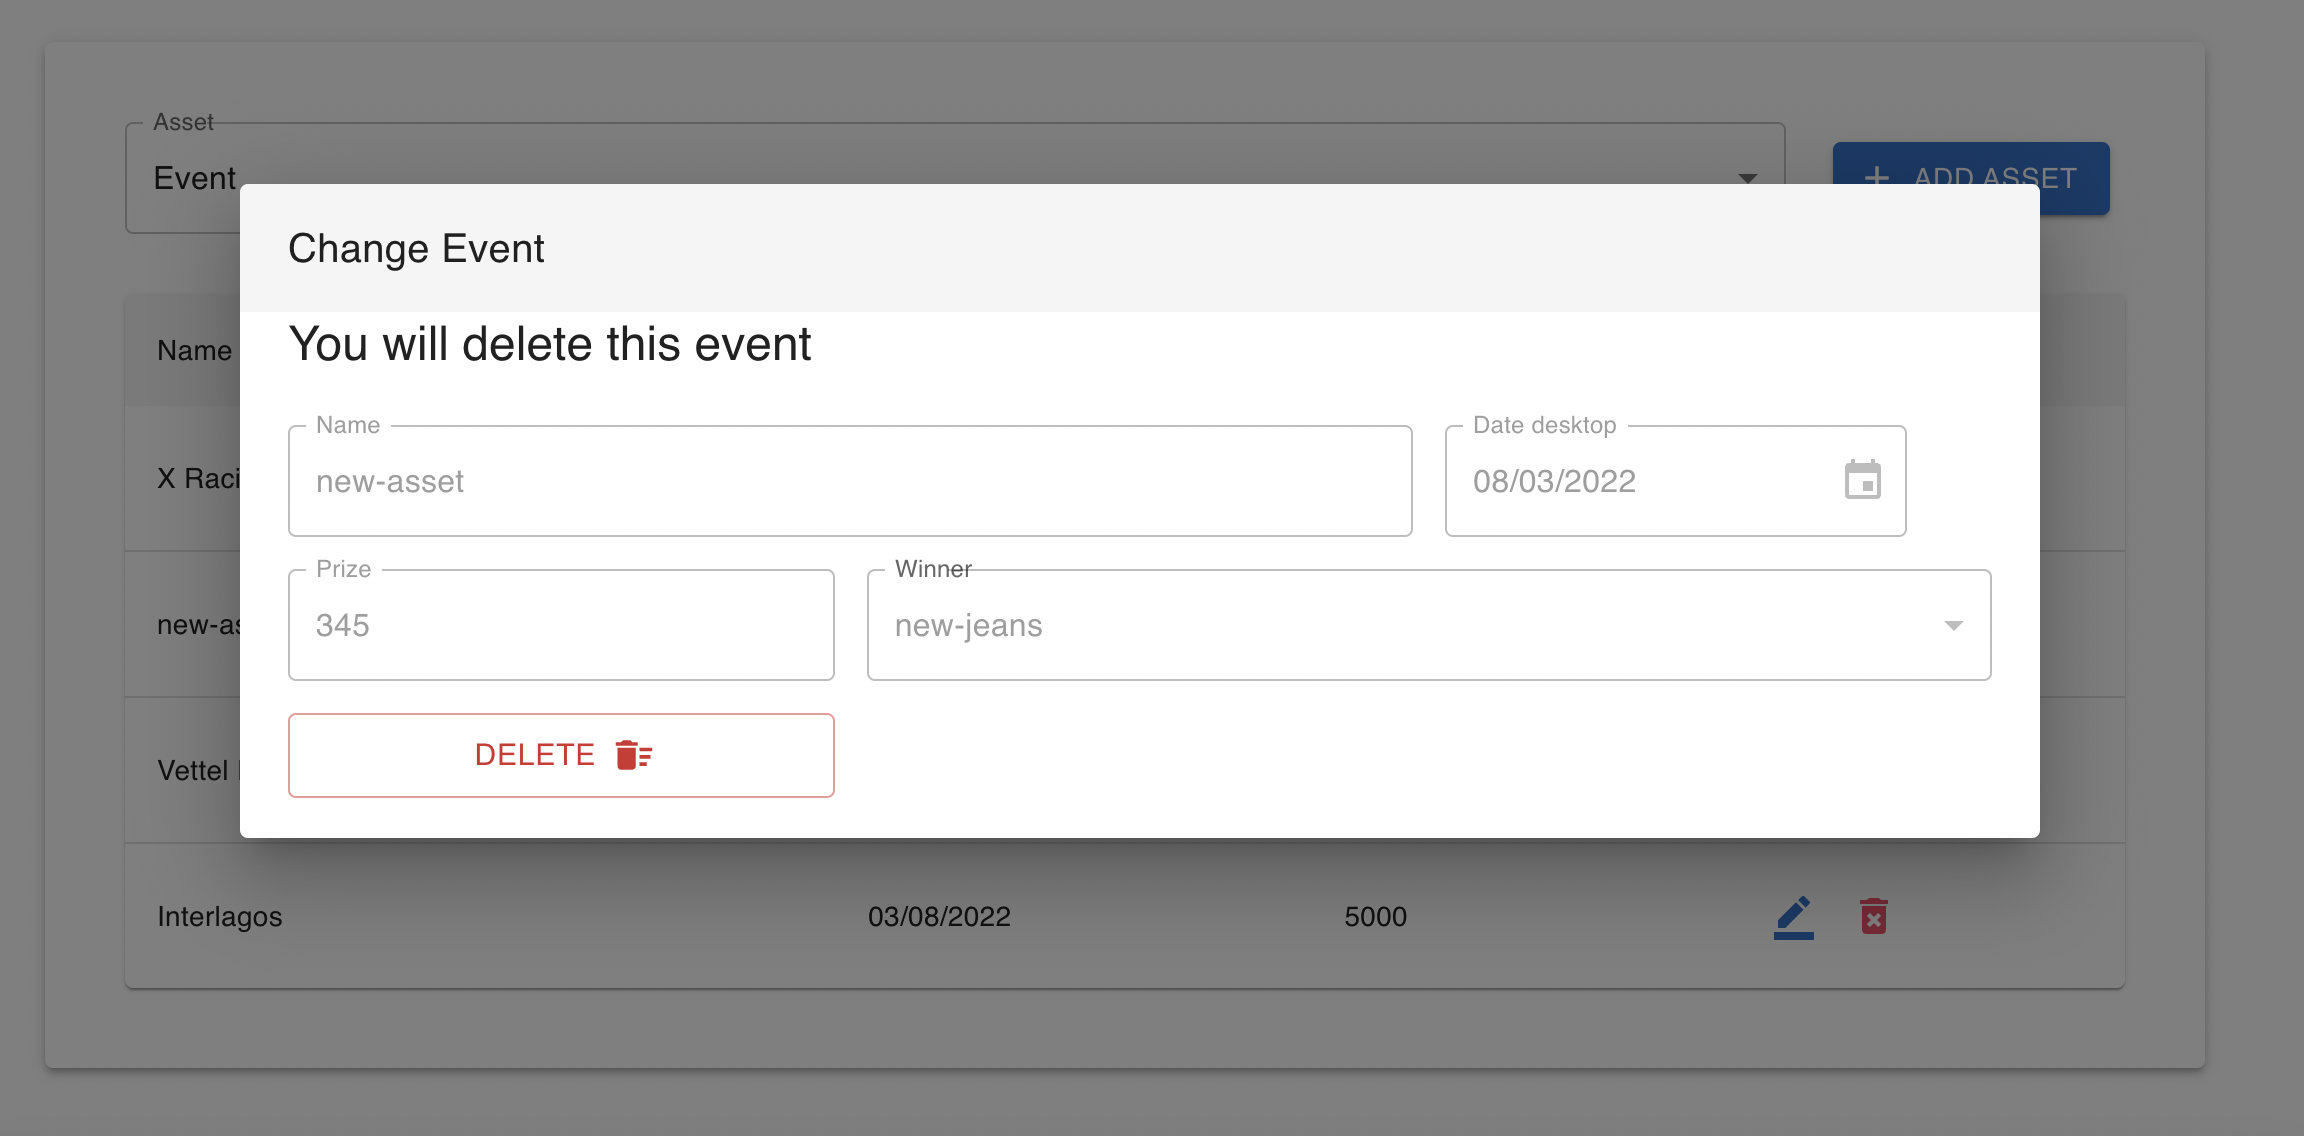 Asset
Event
ADD ASSET
Change Event
You will delete this event
Name
Name
Date desktop
new-asset
08/03/2022
X Raci
Prize
Winner
345
new-jeans
new-as
DELETE
Vettel
Interlagos 03/08/2022 5000